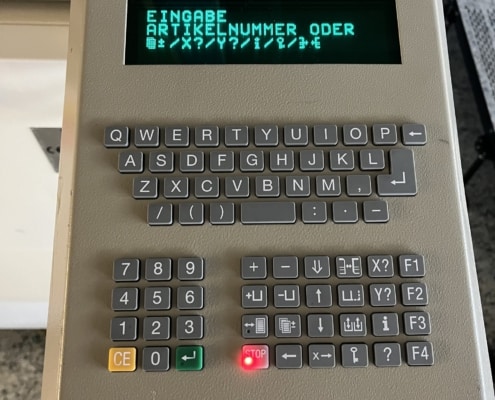 EINGABE
ARTIKELNUMMER ODER
/X?/Y?/i/
Q W E R T Y U I O P ←
A S D F G H J K L ↵
Z X C V B N M ,
/ ( ) : · –
7 8 9 + – ⇓ X? F1
4 5 6 ↑ Y? F2
1 2 3 ↓ i F3
CE 0 ↵ STOP ← X→ ? F4